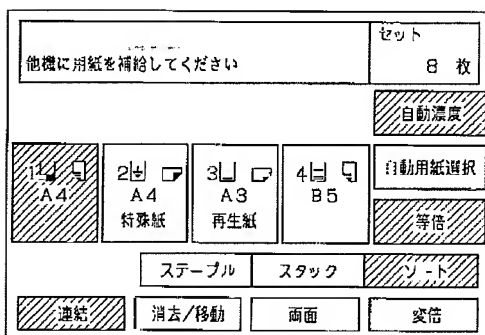 セット
他機に用紙を補給してください
8 枚
自動濃度
1 2 3 4
A4 A4 A3 B5
特殊紙 再生紙
自動用紙選択
等倍
ステープル スタック ソート
連結 消去/移動 両面 変倍